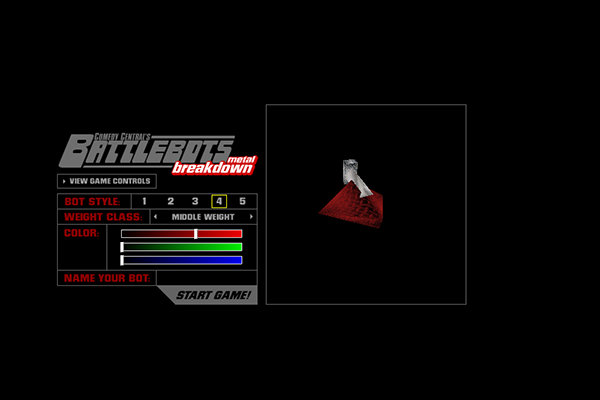 COMEDY CENTRAL'S
BATTLEBOTS
metal
breakdown
VIEW GAME CONTROLS
BOT STYLE: 1 2 3 4 5
WEIGHT CLASS: MIDDLE WEIGHT
COLOR:
NAME YOUR BOT:
START GAME!